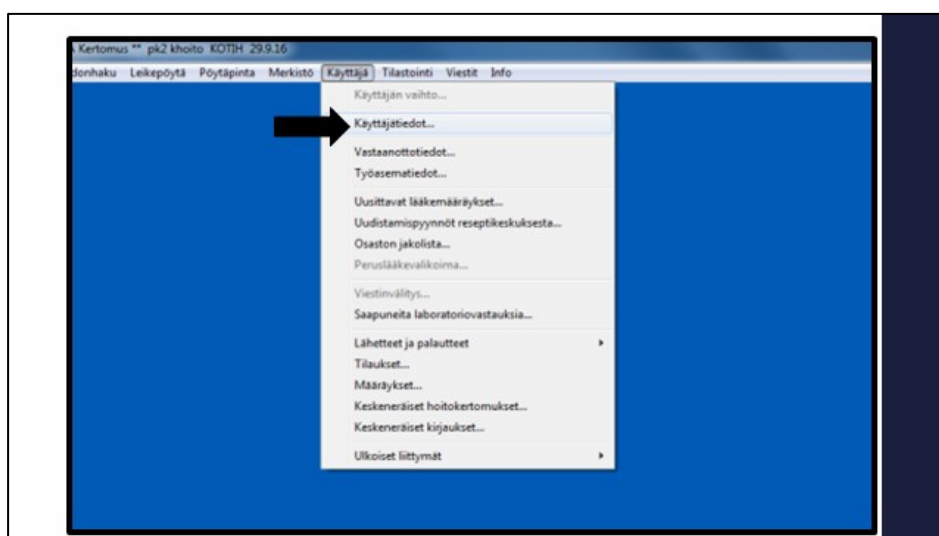 Kertomus ** pk2 khoito KOTIH 29.9.16
donhaku Leikepöytä Pöytäpinta Merkistö Käyttäjä Tilastointi Viestit Info
Käyttäjän vaihto...
Käyttäjätiedot...
Vastaanottotiedot...
Työasematiedot...
Uusittavat lääkemääräykset...
Uudistamispyynnöt reseptikeskuksesta...
Osaston jakolista...
Peruslääkevalikoima...
Viestinvälitys...
Saapuneita laboratoriovastauksia...
Lähetteet ja palautteet
Tilaukset...
Määräykset...
Keskeneräiset hoitokertomukset...
Keskeneräiset kirjaukset...
Ulkoiset liittymät